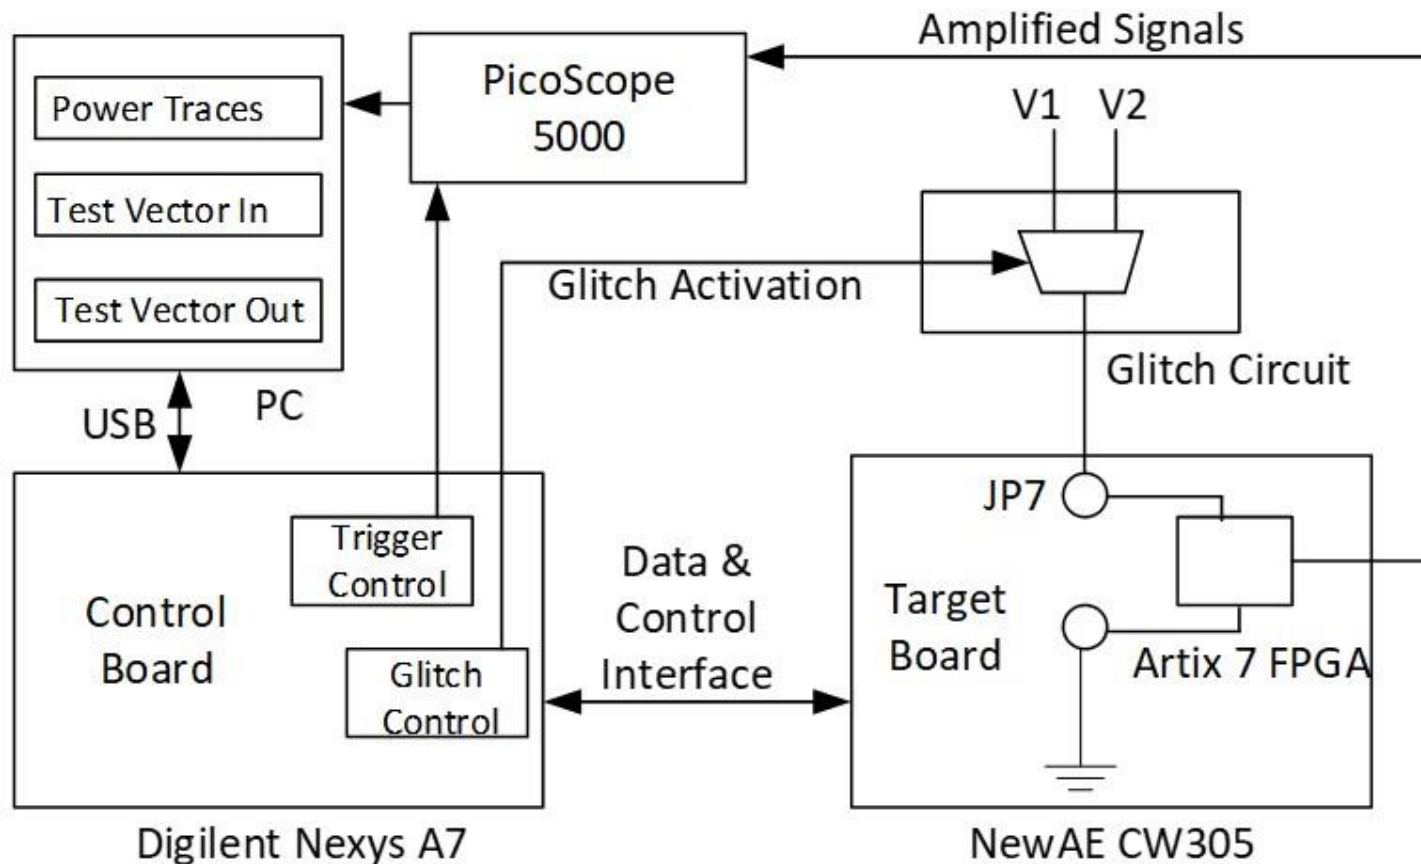 Amplified Signals
PicoScope
5000
Power Traces
Test Vector In
Test Vector Out
V1 V2
Glitch Activation
Glitch Circuit
USB
PC
Trigger
Control
Control
Board
Glitch
Control
Data &
Control
Interface
JP7
Target
Board
Artix 7 FPGA
Digilent Nexys A7
NewAE CW305